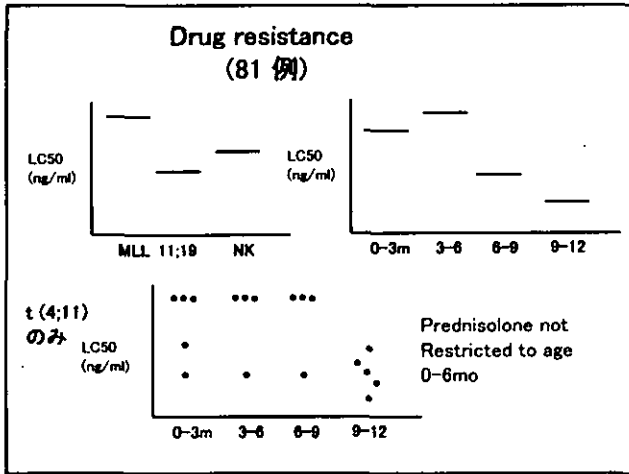 Drug resistance
(81 例)
LC50
(ng/ml)
MLL 11;19 NK
LC50
(ng/ml)
0-3m 3-6 6-9 9-12
t (4;11)
のみ
LC50
(ng/ml)
0-3m 3-6 6-9 9-12
Prednisolone not
Restricted to age
0-6mo